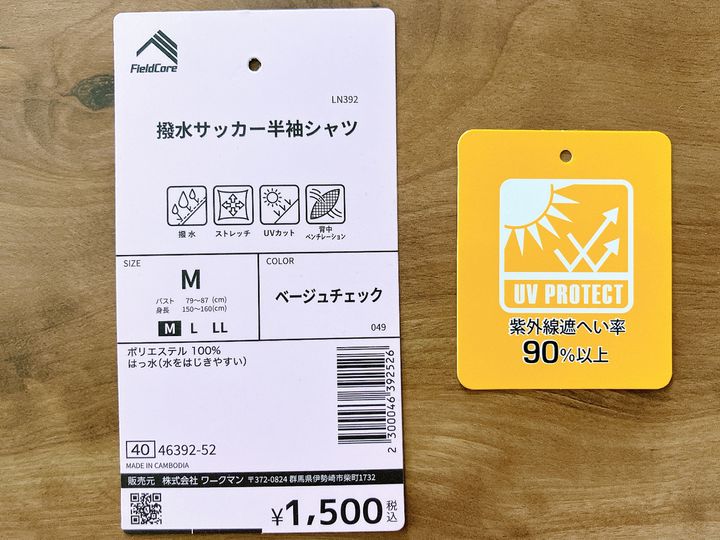 FieldCore
LN392
撥水サッカー半袖シャツ
撥水
ストレッチ
UVカット
背中
ベンチレーション
SIZE
M
バスト 79〜87 (cm)
身長 150〜160(cm)
M L LL
COLOR
ベージュチェック
049
ポリエステル 100%
はっ水(水をはじきやすい)
2300046392526
40 46392-52
MADE IN CAMBODIA
販売元 株式会社 ワークマン 〒372-0824 群馬県伊勢崎市柴町1732
¥1,500 税込
UV PROTECT
紫外線遮へい率
90%以上